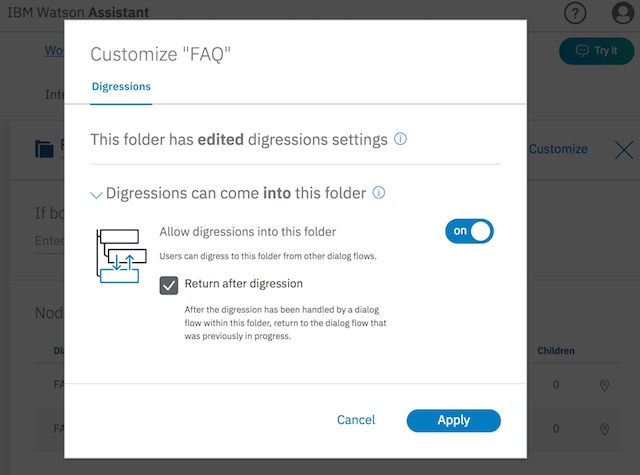 IBM Watson Assistant
Wo
Try it
Inte
Customize "FAQ"
Digressions
This folder has edited digressions settings
Customize
Digressions can come into this folder
If bo
Allow digressions into this folder
on
Enter
Users can digress to this folder from other dialog flows.
Return after digression
After the digression has been handled by a dialog
flow within this folder, return to the dialog flow that
was previously in progress.
Nod
Dia
Children
FA
0
FA
0
Cancel
Apply